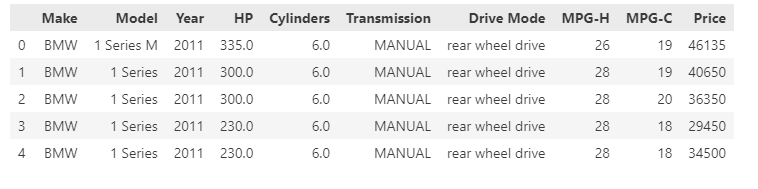 Make Model Year HP Cylinders Transmission Drive Mode MPG-H MPG-C Price
0 BMW 1 Series M 2011 335.0 6.0 MANUAL rear wheel drive 26 19 46135
1 BMW 1 Series 2011 300.0 6.0 MANUAL rear wheel drive 28 19 40650
2 BMW 1 Series 2011 300.0 6.0 MANUAL rear wheel drive 28 20 36350
3 BMW 1 Series 2011 230.0 6.0 MANUAL rear wheel drive 28 18 29450
4 BMW 1 Series 2011 230.0 6.0 MANUAL rear wheel drive 28 18 34500